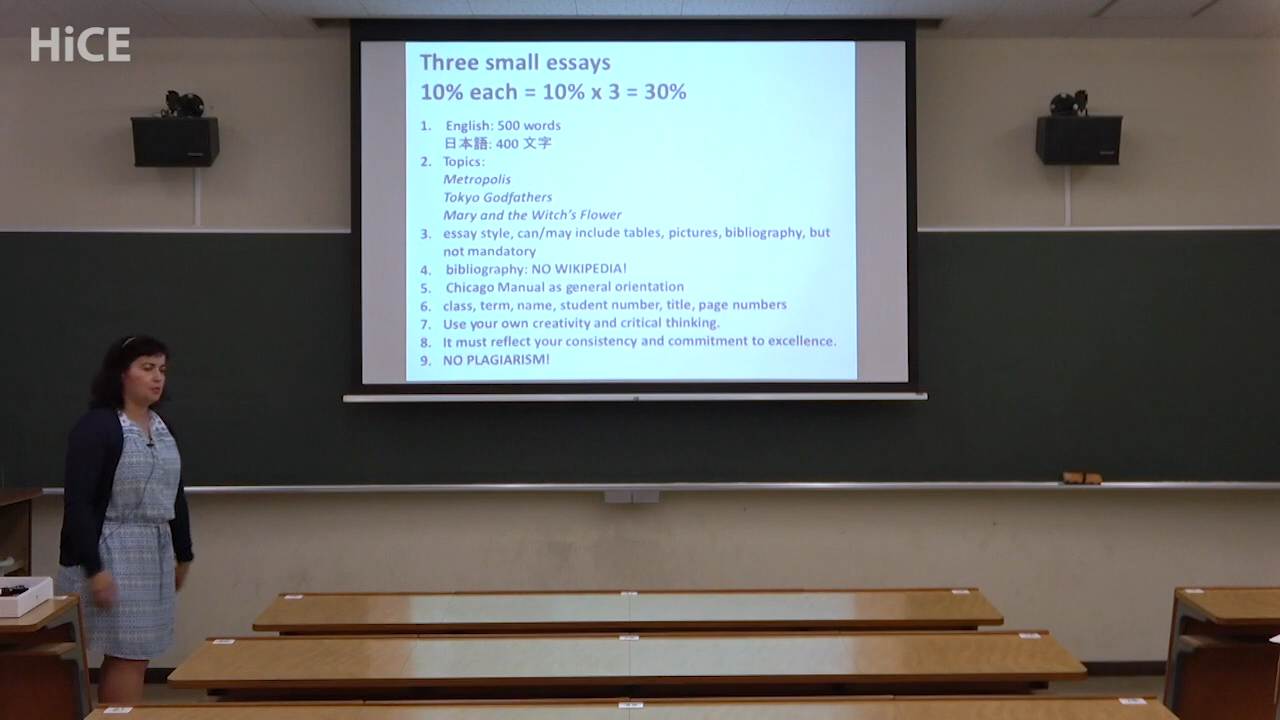 HiCE
Three small essays
10% each = 10% x 3 = 30%
1. English: 500 words
日本語: 400 文字
2. Topics:
Metropolis
Tokyo Godfathers
Mary and the Witch's Flower
3. essay style, can/may include tables, pictures, bibliography, but
not mandatory
4. bibliography: NO WIKIPEDIA!
5. Chicago Manual as general orientation
6. class, term, name, student number, title, page numbers
7. Use your own creativity and critical thinking.
8. It must reflect your consistency and commitment to excellence.
9. NO PLAGIARISM!